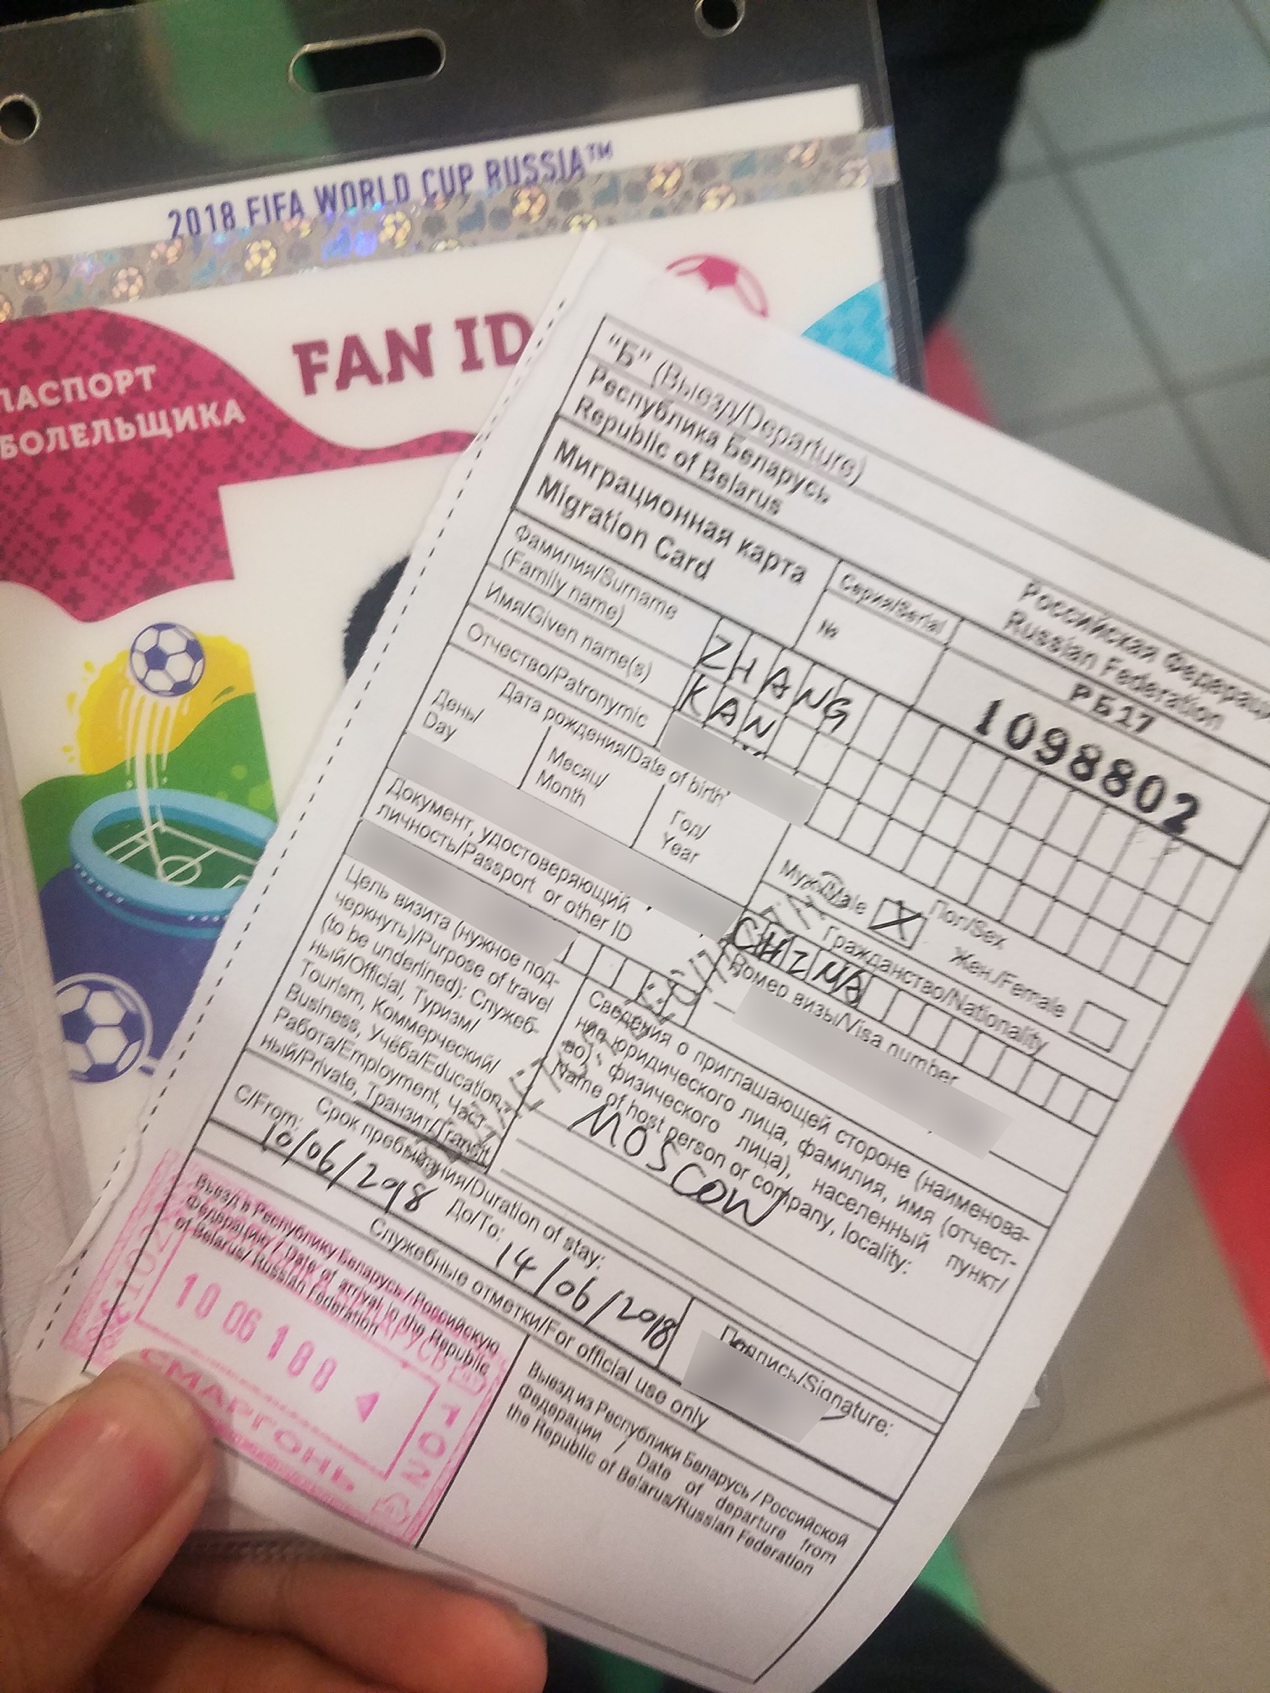 2018 FIFA WORLD CUP RUSSIA™
FAN ID
ПАСПОРТ
БОЛЕЛЬЩИКА
"Б" (Выезд/Departure)
Республика Беларусь
Republic of Belarus
Российская Федерац
Russian Federation
Миграционная карта
Migration Card
Серия/Serial
РБ17
№
1098802
Фамилия/Surname
(Family name)
ZHANG
Имя/Given name(s)
KAN
Отчество/Patronymic
Дата рождения/Date of birth
День/
Day
Месяц/
Month
Год/
Year
Пол/Sex
Муж./Male
X
Жен./Female
Документ, удостоверяющий
личность/Passport or other ID
Гражданство/Nationality
CHINA
Номер визы/Visa number
Цель визита (нужное под-
черкнуть)/Purpose of travel
(to be underlined): Служеб-
ный/Official, Туризм/
Tourism, Коммерческий/
Business, Учёба/Education,
Работа/Employment, Част-
ный/Private, Транзит/Transit
Сведения о приглашающей стороне (наименова-
ние юридического лица, фамилия, имя (отчест-
во) физического лица), населенный пункт/
Name of host person or company, locality:
MOSCOW
Срок пребывания/Duration of stay:
С/From:
10/06/2018
До/To:
14/06/2018
Подпись/Signature:
Служебные отметки/For official use only
Въезд в Республику Беларусь / Российскую
Федерацию / Date of arrival in the Republic
of Belarus/ Russian Federation
10 06 18
СМАРГОНЬ
Выезд из Республики Беларусь / Российской
Федерации / Date of departure from
the Republic of Belarus/Russian Federation